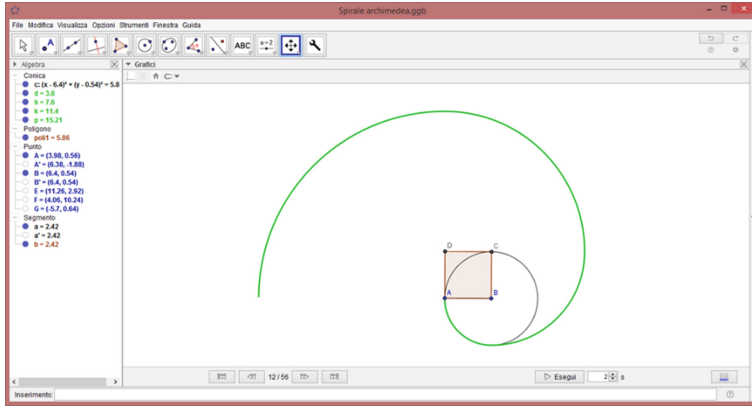 Spirale archimedea.ggb
File Modifica Visualizza Opzioni Strumenti Finestra Guida
ABC
a=2
Algebra
Grafici
Conica
c: (x - 6.4)² + (y - 0.54)² = 5.8
d = 3.8
h = 7.6
k = 11.4
p = 15.21
Poligono
poli1 = 5.86
Punto
A = (3.98, 0.56)
A' = (6.38, -1.88)
B = (6.4, 0.54)
B' = (6.4, 0.54)
E = (11.26, 2.92)
F = (4.06, 10.24)
G = (-5.7, 0.64)
Segmento
a = 2.42
a' = 2.42
b = 2.42
D C
A B
12 / 56
Esegui 2 s
Inserimento: